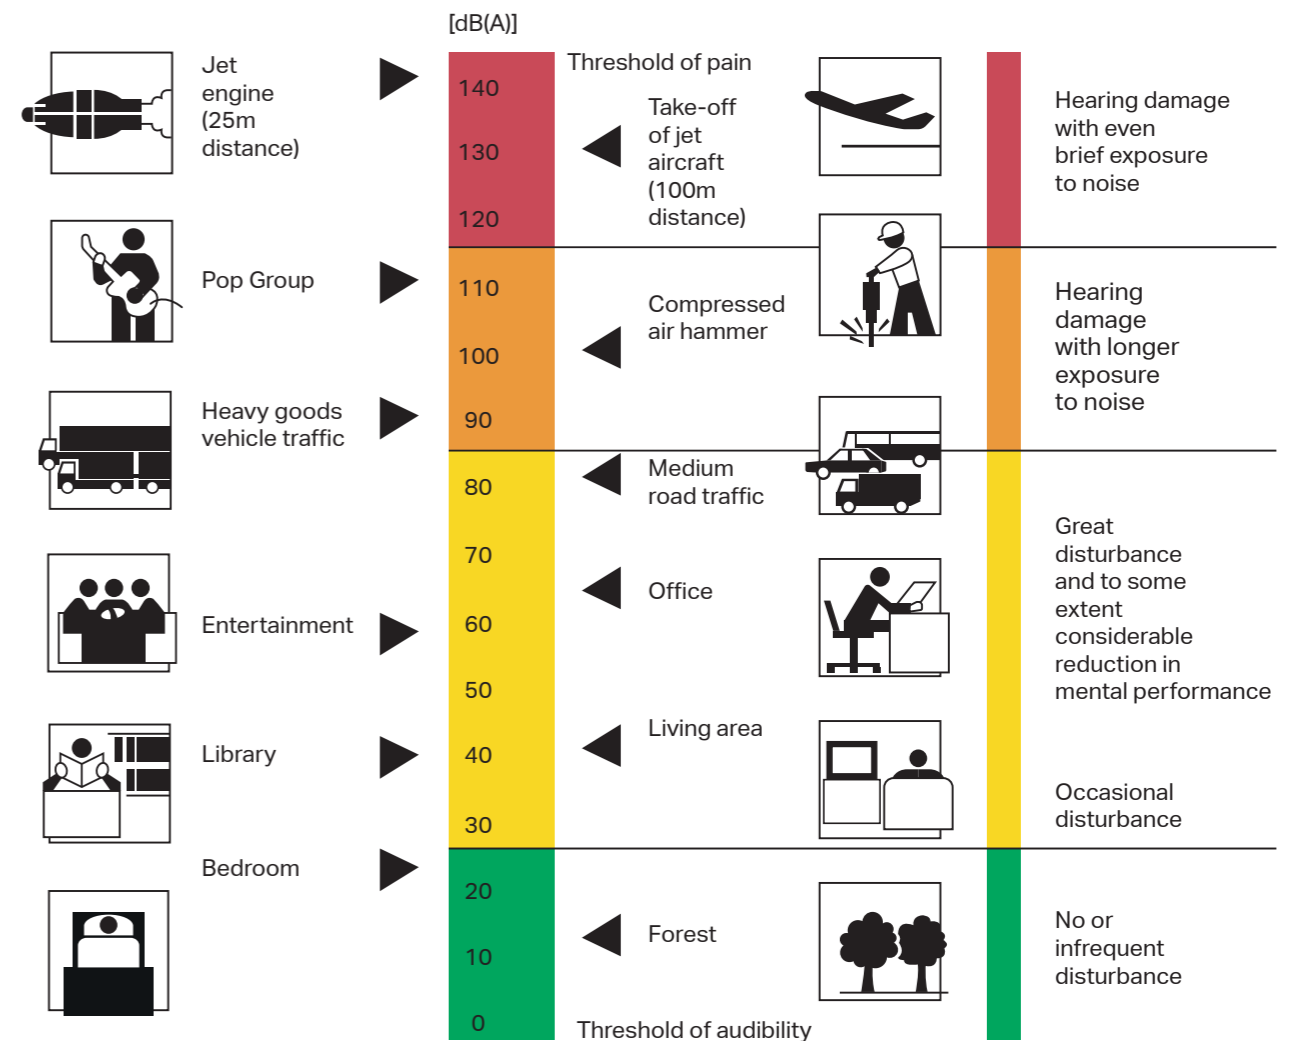 [dB(A)]
Jet
engine
(25m
distance)
Pop Group
Heavy goods
vehicle traffic
Entertainment
Library
Bedroom
140
130
120
110
100
90
80
70
60
50
40
30
20
10
0
Threshold of pain
Take-off
of jet
aircraft
(100m
distance)
Compressed
air hammer
Medium
road traffic
Office
Living area
Forest
Threshold of audibility
Hearing damage
with even
brief exposure
to noise
Hearing
damage
with longer
exposure
to noise
Great
disturbance
and to some
extent
considerable
reduction in
mental performance
Occasional
disturbance
No or
infrequent
disturbance